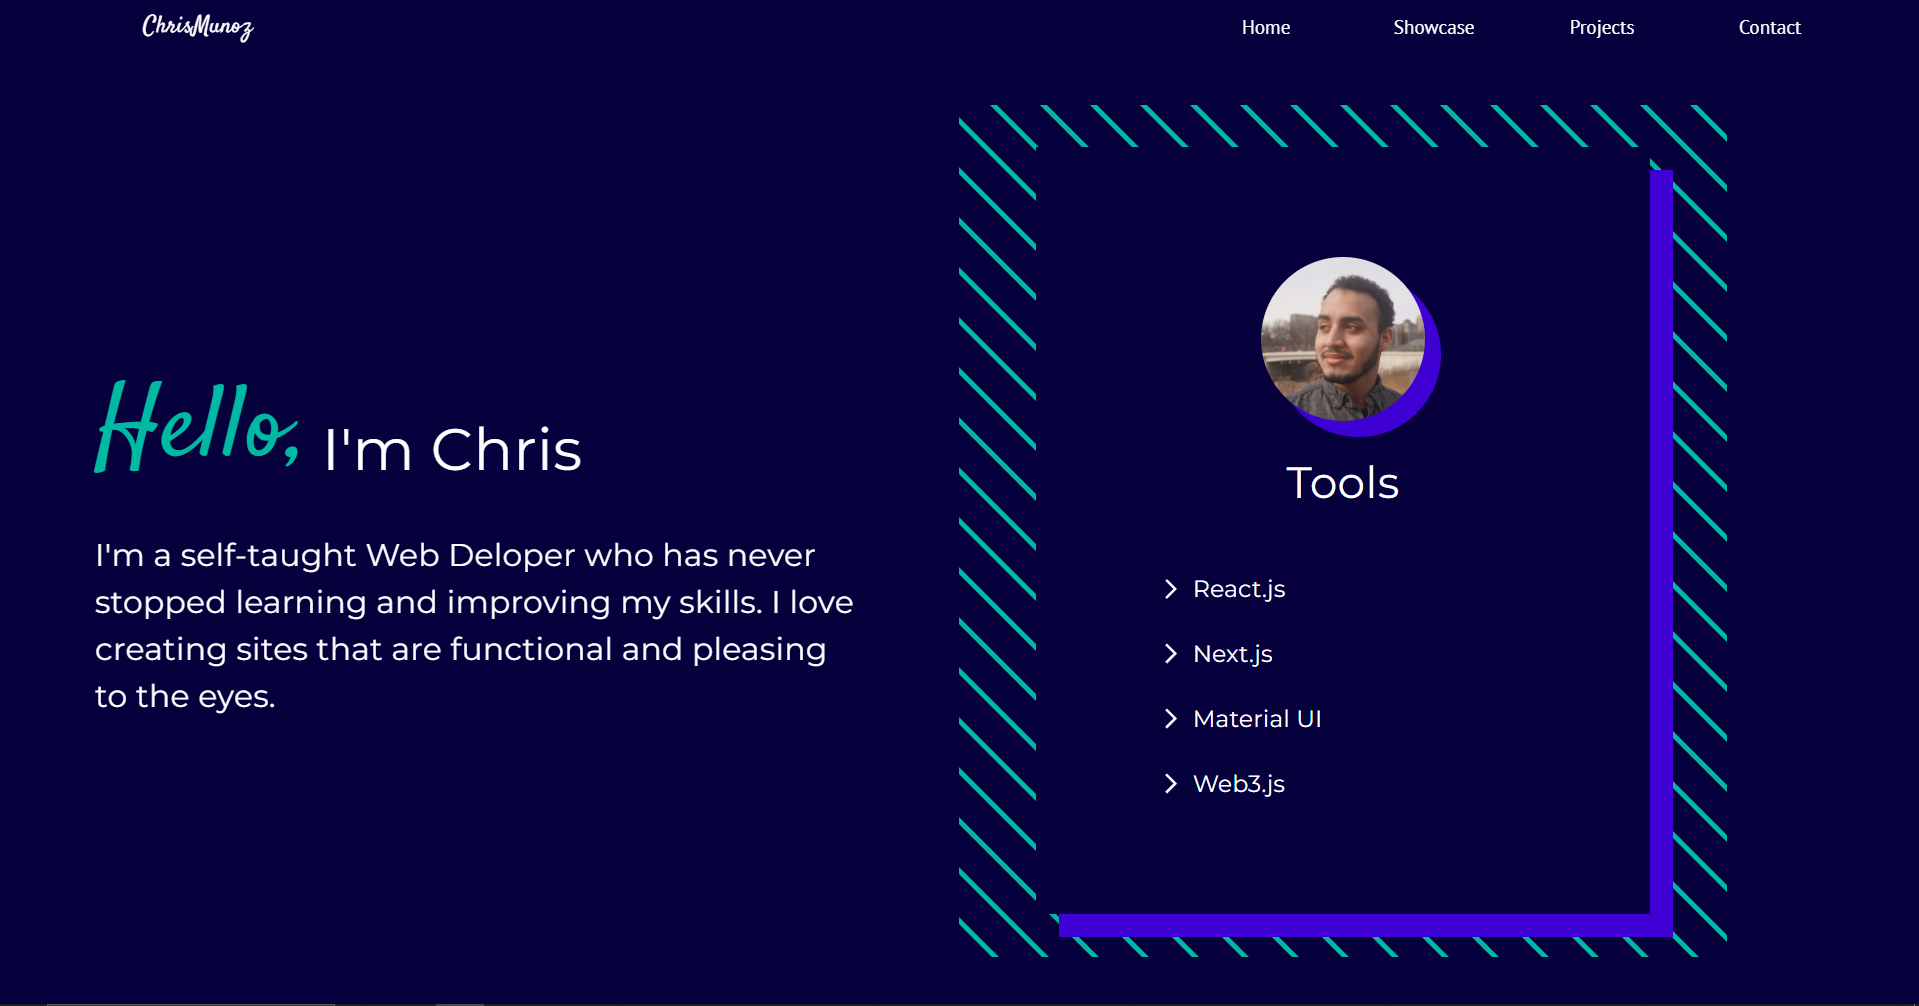 ChrisMunoz
Home Showcase Projects Contact
Hello, I'm Chris
I'm a self-taught Web Deloper who has never
stopped learning and improving my skills. I love
creating sites that are functional and pleasing
to the eyes.
Tools
React.js
Next.js
Material UI
Web3.js